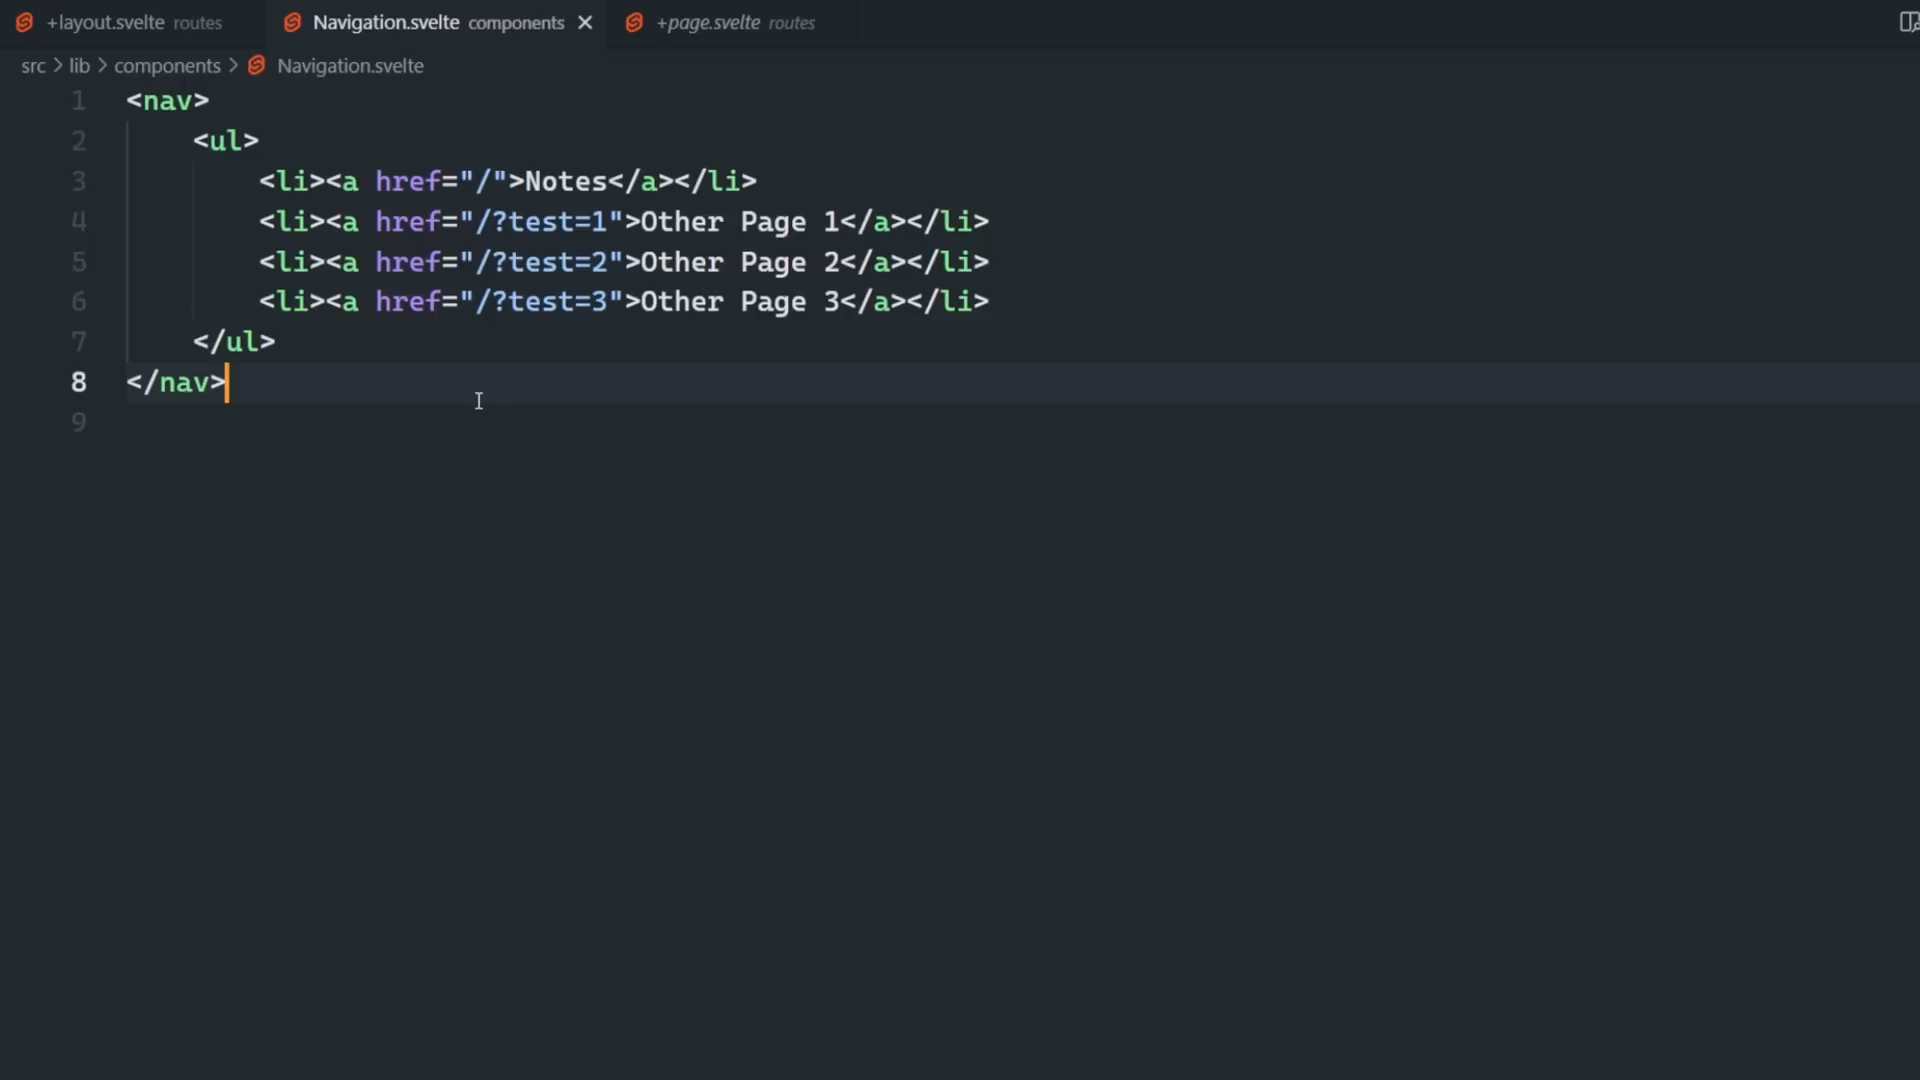 +layout.svelte routes Navigation.svelte components +page.svelte routes
src > lib > components > Navigation.svelte
1 <nav>
2 <ul>
3 <li><a href="/">Notes</a></li>
4 <li><a href="/?test=1">Other Page 1</a></li>
5 <li><a href="/?test=2">Other Page 2</a></li>
6 <li><a href="/?test=3">Other Page 3</a></li>
7 </ul>
8 </nav>
9